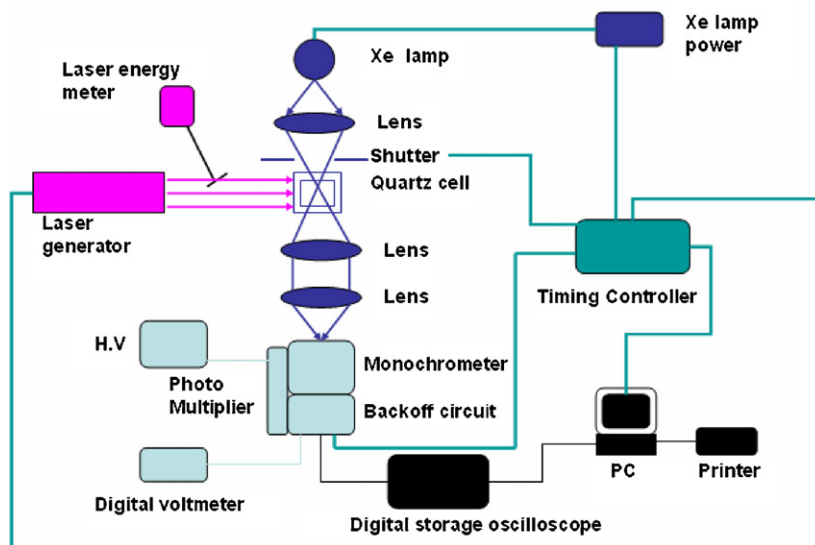 Xe lamp
Xe lamp
power
Laser energy
meter
Lens
Shutter
Quartz cell
Laser
generator
Lens
Lens
Timing Controller
H.V
Photo
Multiplier
Monochrometer
Backoff circuit
Digital voltmeter
Digital storage oscilloscope
PC
Printer